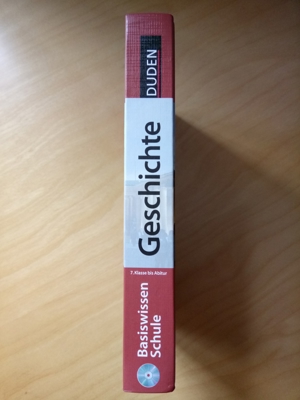 DUDEN
Geschichte
7. Klasse bis Abitur
Basiswissen
Schule